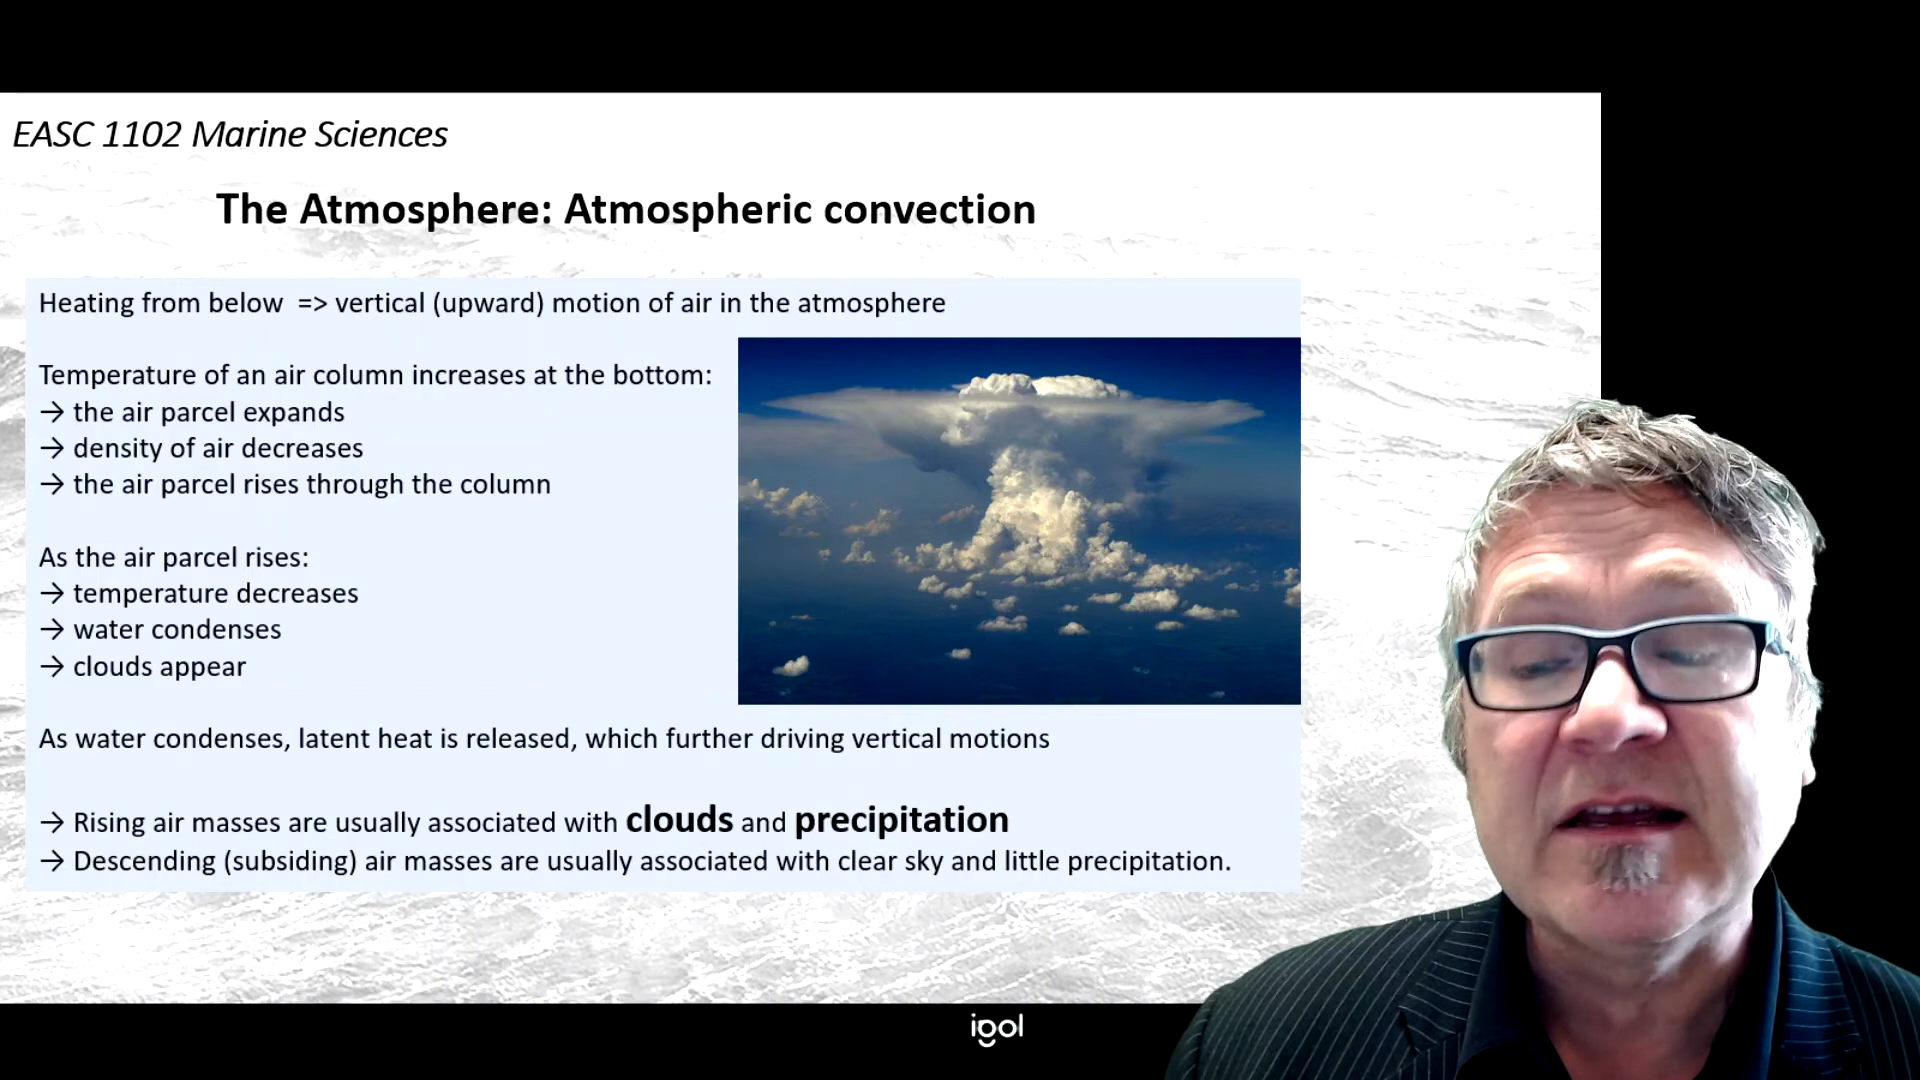 EASC 1102 Marine Sciences
The Atmosphere: Atmospheric convection
Heating from below => vertical (upward) motion of air in the atmosphere
Temperature of an air column increases at the bottom:
→ the air parcel expands
→ density of air decreases
→ the air parcel rises through the column
As the air parcel rises:
→ temperature decreases
→ water condenses
→ clouds appear
As water condenses, latent heat is released, which further driving vertical motions
→ Rising air masses are usually associated with clouds and precipitation
→ Descending (subsiding) air masses are usually associated with clear sky and little precipitation.
igol